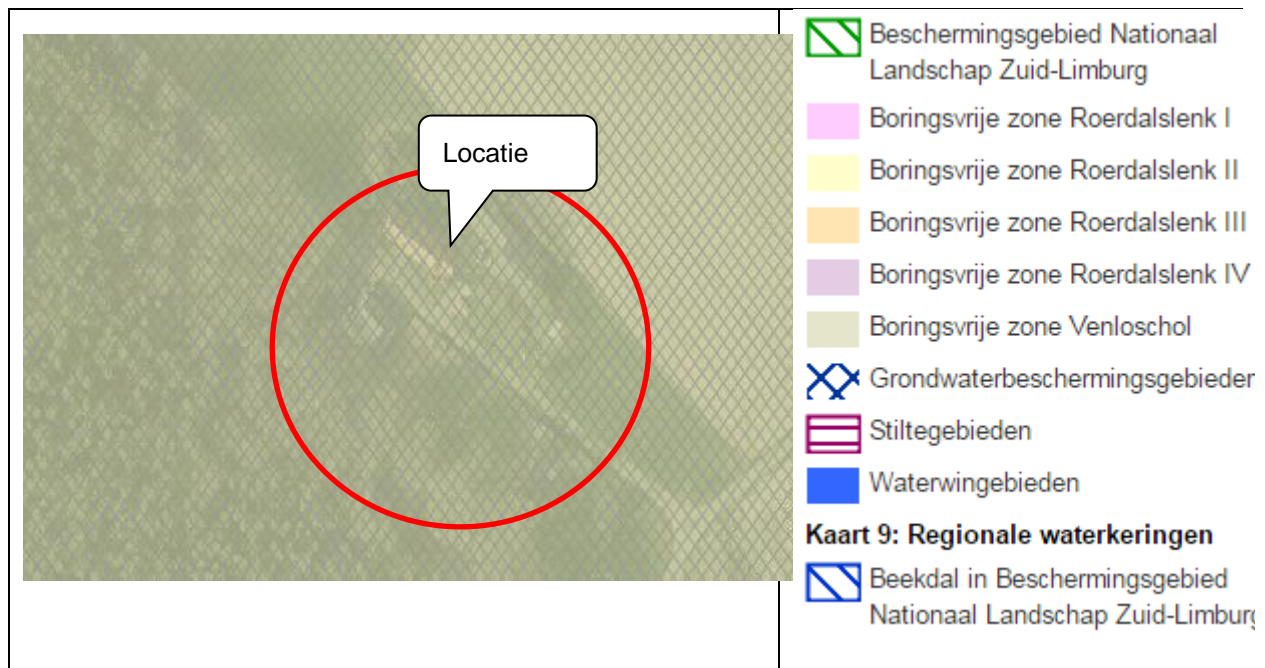 Locatie
Beschermingsgebied Nationaal
Landschap Zuid-Limburg
Boringsvrije zone Roerdalslenk I
Boringsvrije zone Roerdalslenk II
Boringsvrije zone Roerdalslenk III
Boringsvrije zone Roerdalslenk IV
Boringsvrije zone Venloschol
Grondwaterbeschermingsgebieden
Stiltegebieden
Waterwingebieden
Kaart 9: Regionale waterkeringen
Beekdal in Beschermingsgebied
Nationaal Landschap Zuid-Limburg